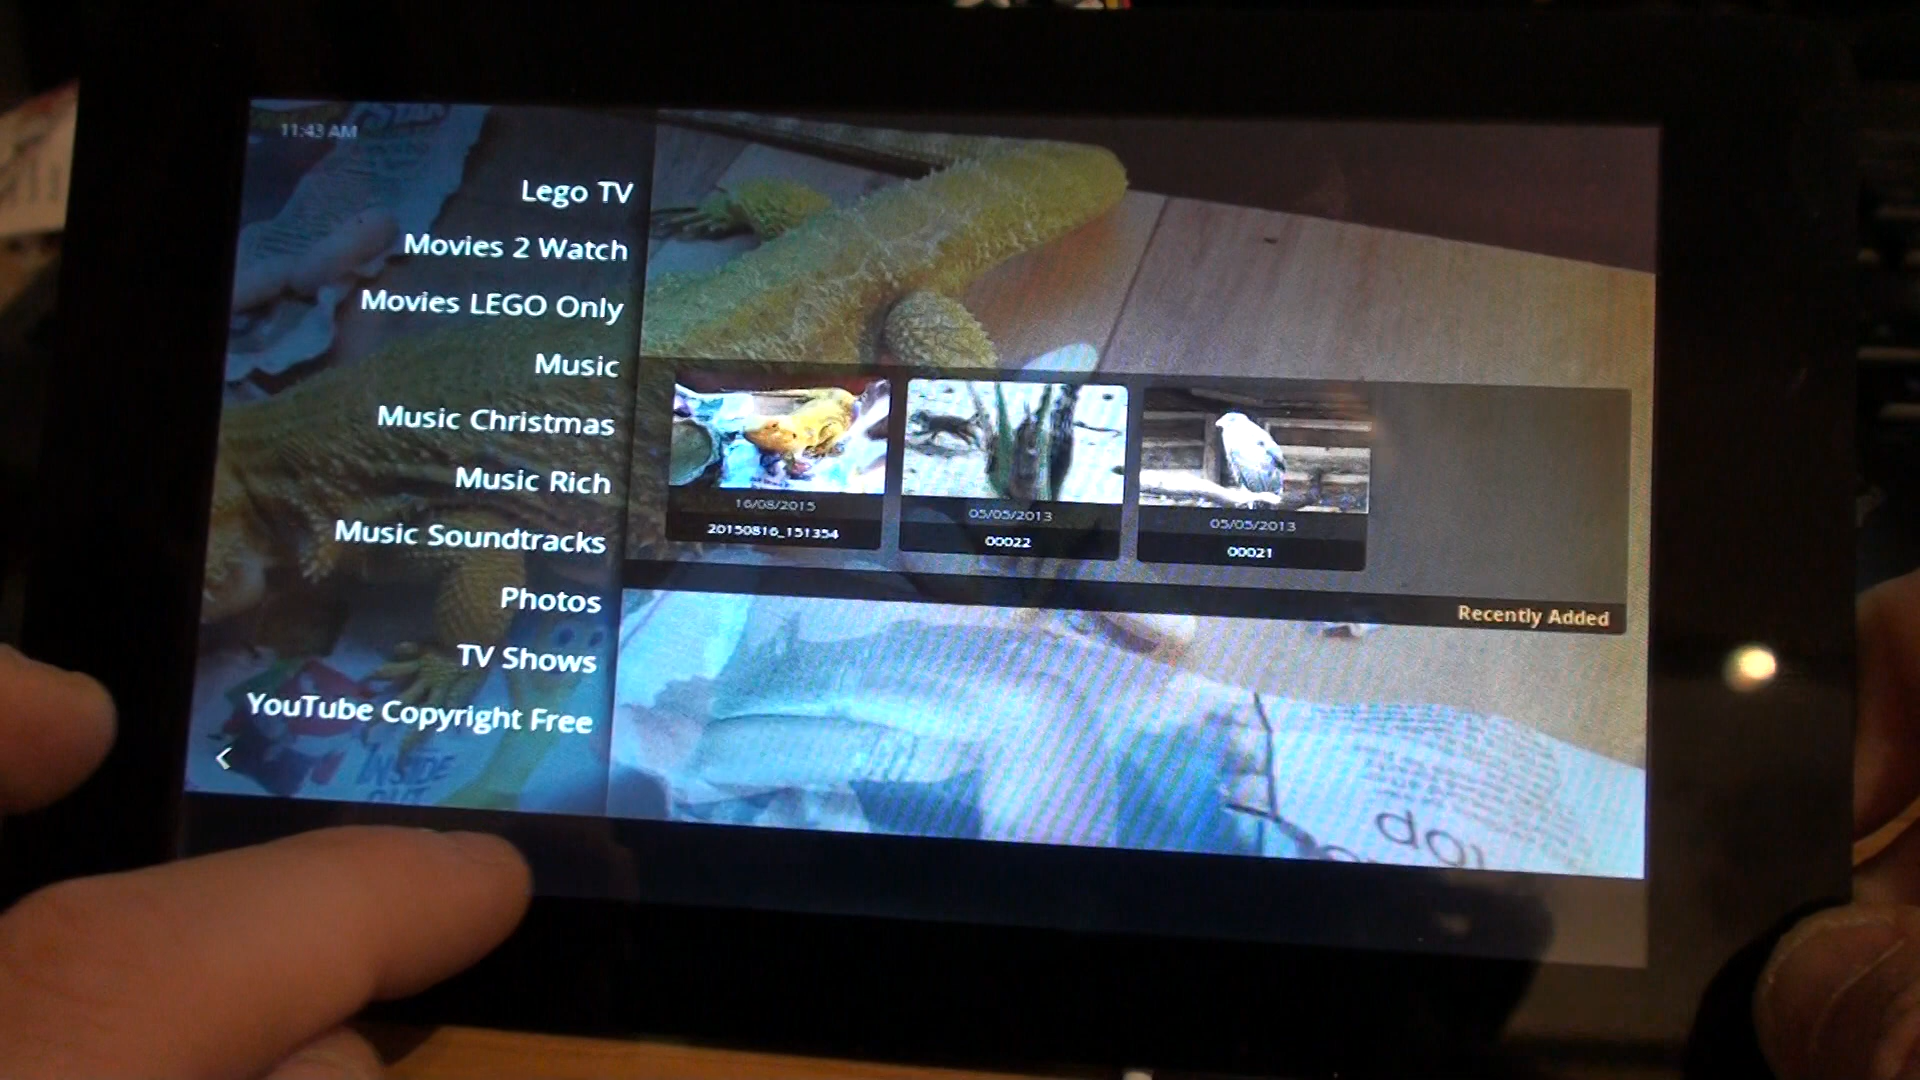 11:43 AM
Lego TV
Movies 2 Watch
Movies LEGO Only
Music
Music Christmas
Music Rich
Music Soundtracks
Photos
TV Shows
YouTube Copyright Free
16/08/2015
20150816_151354
05/05/2013
00022
05/05/2013
00021
Recently Added
INSIDE
OUT